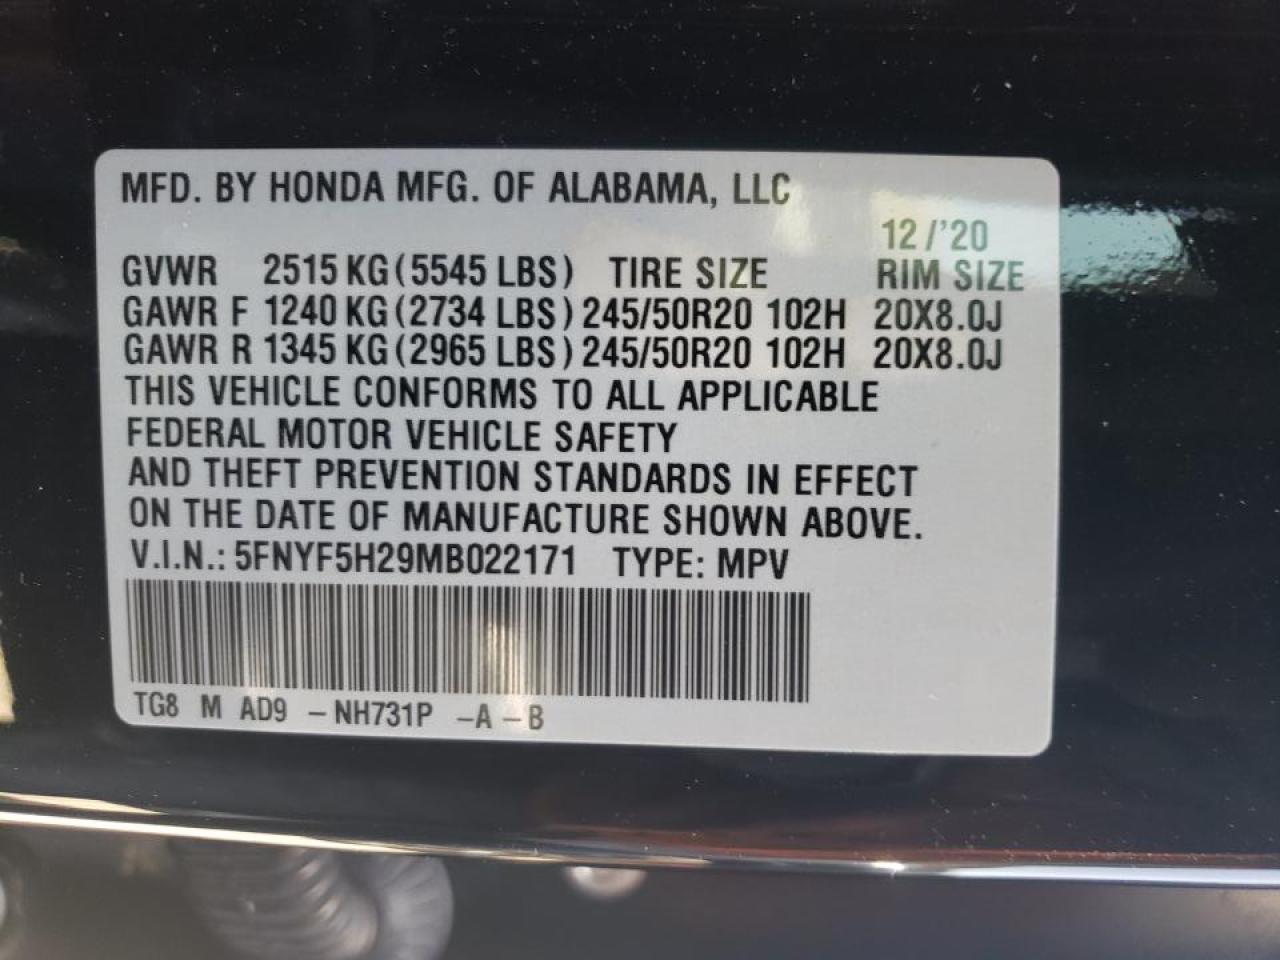 MFD. BY HONDA MFG. OF ALABAMA, LLC
12/'20
GVWR 2515 KG (5545 LBS) TIRE SIZE RIM SIZE
GAWR F 1240 KG (2734 LBS) 245/50R20 102H 20X8.0J
GAWR R 1345 KG (2965 LBS) 245/50R20 102H 20X8.0J
THIS VEHICLE CONFORMS TO ALL APPLICABLE
FEDERAL MOTOR VEHICLE SAFETY
AND THEFT PREVENTION STANDARDS IN EFFECT
ON THE DATE OF MANUFACTURE SHOWN ABOVE.
V.I.N.: 5FNYF5H29MB022171 TYPE: MPV
TG8 M AD9 –NH731P –A –B